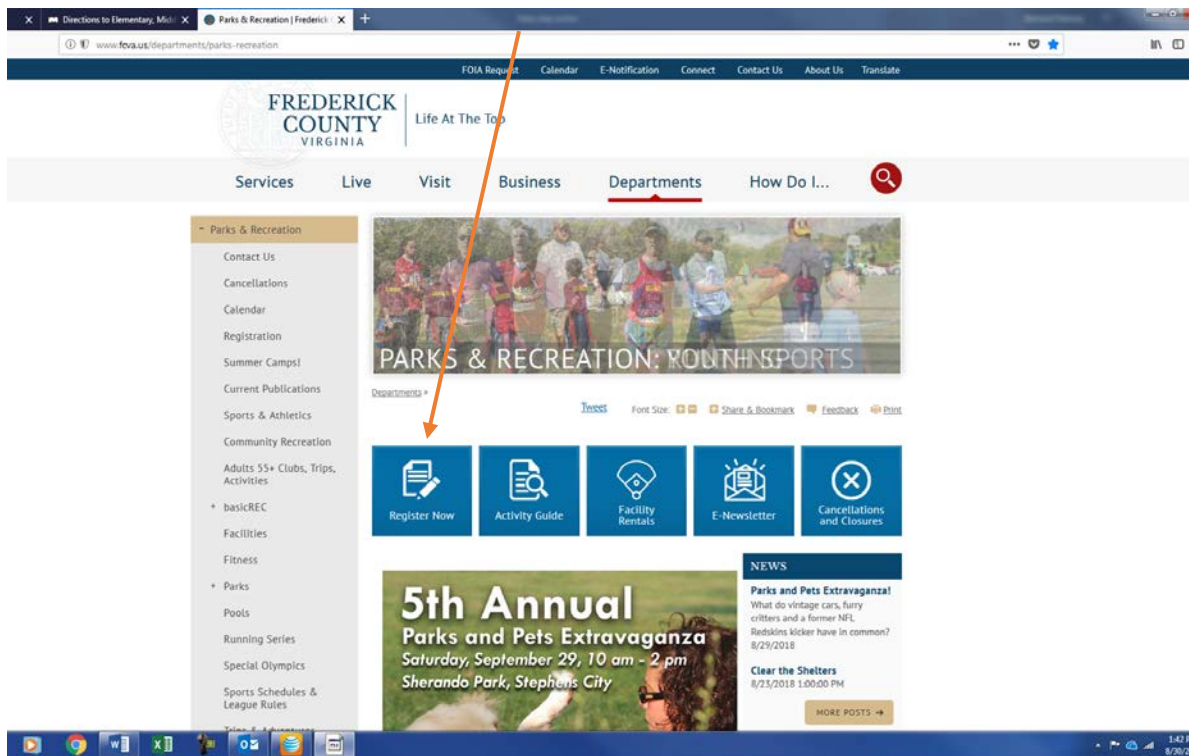 Directions to Elementary, Mid
Parks & Recreation | Frederick
www.fcva.us/departments/parks-recreation
FOIA Request Calendar E-Notification Connect Contact Us About Us Translate
FREDERICK
COUNTY
VIRGINIA
Life At The Top
Services Live Visit Business Departments How Do I...
- Parks & Recreation
Contact Us
Cancellations
Calendar
Registration
Summer Camps!
Current Publications
Sports & Athletics
Community Recreation
Adults 55+ Clubs, Trips,
Activities
+ basicREC
Facilities
Fitness
+ Parks
Pools
Running Series
Special Olympics
Sports Schedules &
League Rules
PARKS & RECREATION: SPORTS
Departments »
Tweet Font Size: Share & Bookmark Feedback Print
Register Now
Activity Guide
Facility
Rentals
E-Newsletter
Cancellations
and Closures
5th Annual
Parks and Pets Extravaganza
Saturday, September 29, 10 am - 2 pm
Sherando Park, Stephens City
NEWS
Parks and Pets Extravaganza!
What do vintage cars, furry
critters and a former NFL
Redskins kicker have in common?
8/29/2018
Clear the Shelters
8/23/2018 1:00:00 PM
MORE POSTS
1:42 P
8/30/2